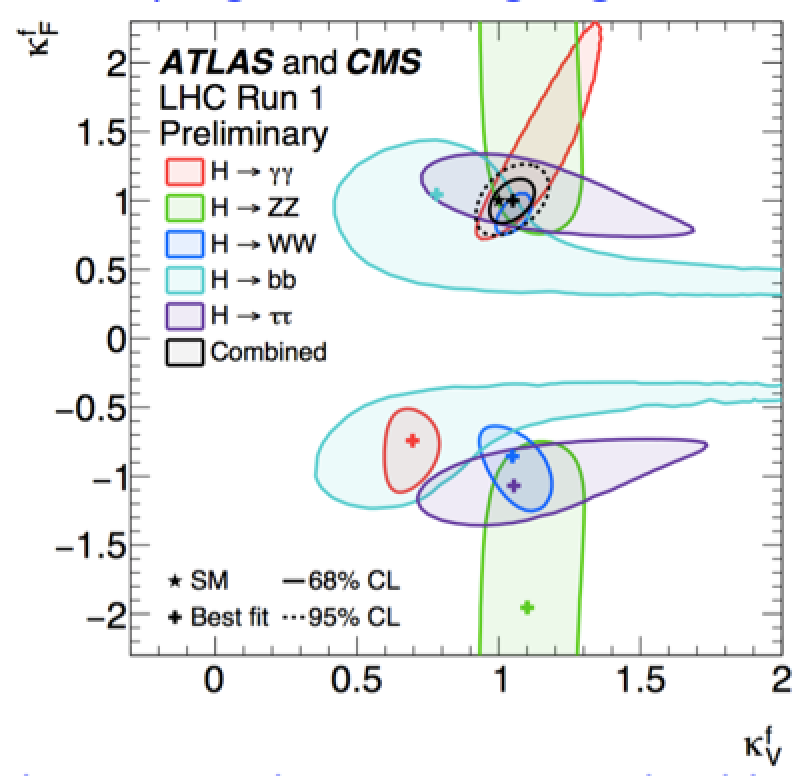 κ_F^f
ATLAS and CMS
LHC Run 1
Preliminary
H → γγ
H → ZZ
H → WW
H → bb
H → ττ
Combined
★ SM
—68% CL
✚ Best fit
···95% CL
2
1.5
1
0.5
0
−0.5
−1
−1.5
−2
0
0.5
1
1.5
2
κ_V^f